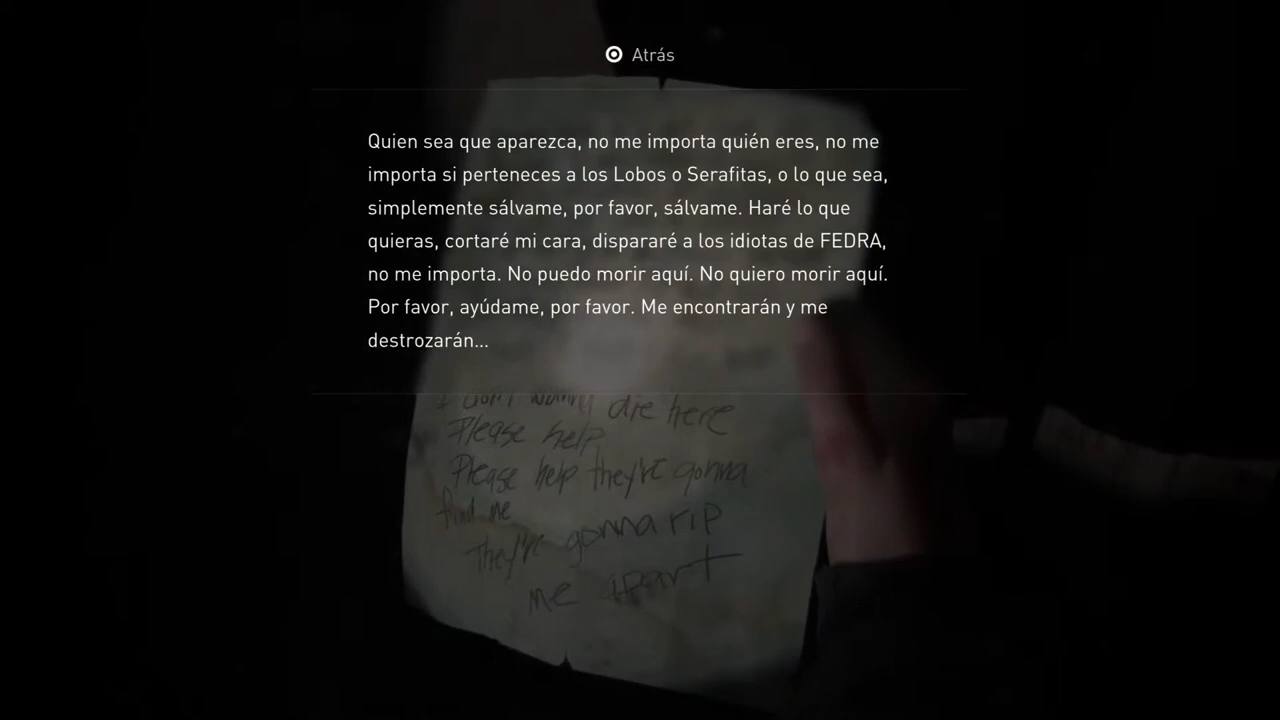 Atrás
Quien sea que aparezca, no me importa quién eres, no me
importa si perteneces a los Lobos o Serafitas, o lo que sea,
simplemente sálvame, por favor, sálvame. Haré lo que
quieras, cortaré mi cara, dispararé a los idiotas de FEDRA,
no me importa. No puedo morir aquí. No quiero morir aquí.
Por favor, ayúdame, por favor. Me encontrarán y me
destrozarán...
I don't wanna die here
Please help
Please help they're gonna
find me
They're gonna rip
me apart